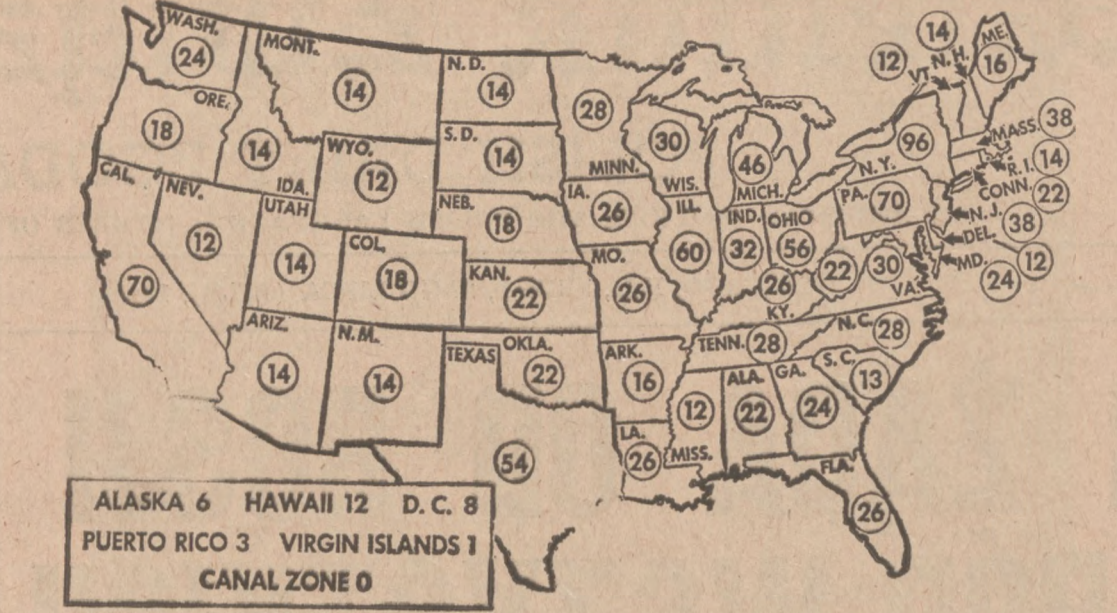 WASH.
24
MONT.
14
N.D.
14
28
MINN.
12
VT.
14
N.H.
ME.
16
ORE.
18
14
IDA.
WYO.
12
S.D.
14
30
WIS.
46
MICH.
N.Y.
96
MASS. 38
R.I. 14
CONN. 22
N.J. 38
DEL. 12
MD. 24
CAL.
70
NEV.
12
UTAH
14
COL.
18
NEB.
18
IA.
26
ILL.
60
IND.
32
OHIO
56
PA.
70
KAN.
22
MO.
26
26
KY.
22
30
VA.
ARIZ.
14
N.M.
14
TEXAS
54
OKLA.
22
ARK.
16
TENN. 28
N.C. 28
S.C.
13
LA.
26
12
MISS.
ALA.
22
GA.
24
FLA.
26
ALASKA 6 HAWAII 12 D. C. 8
PUERTO RICO 3 VIRGIN ISLANDS 1
CANAL ZONE 0